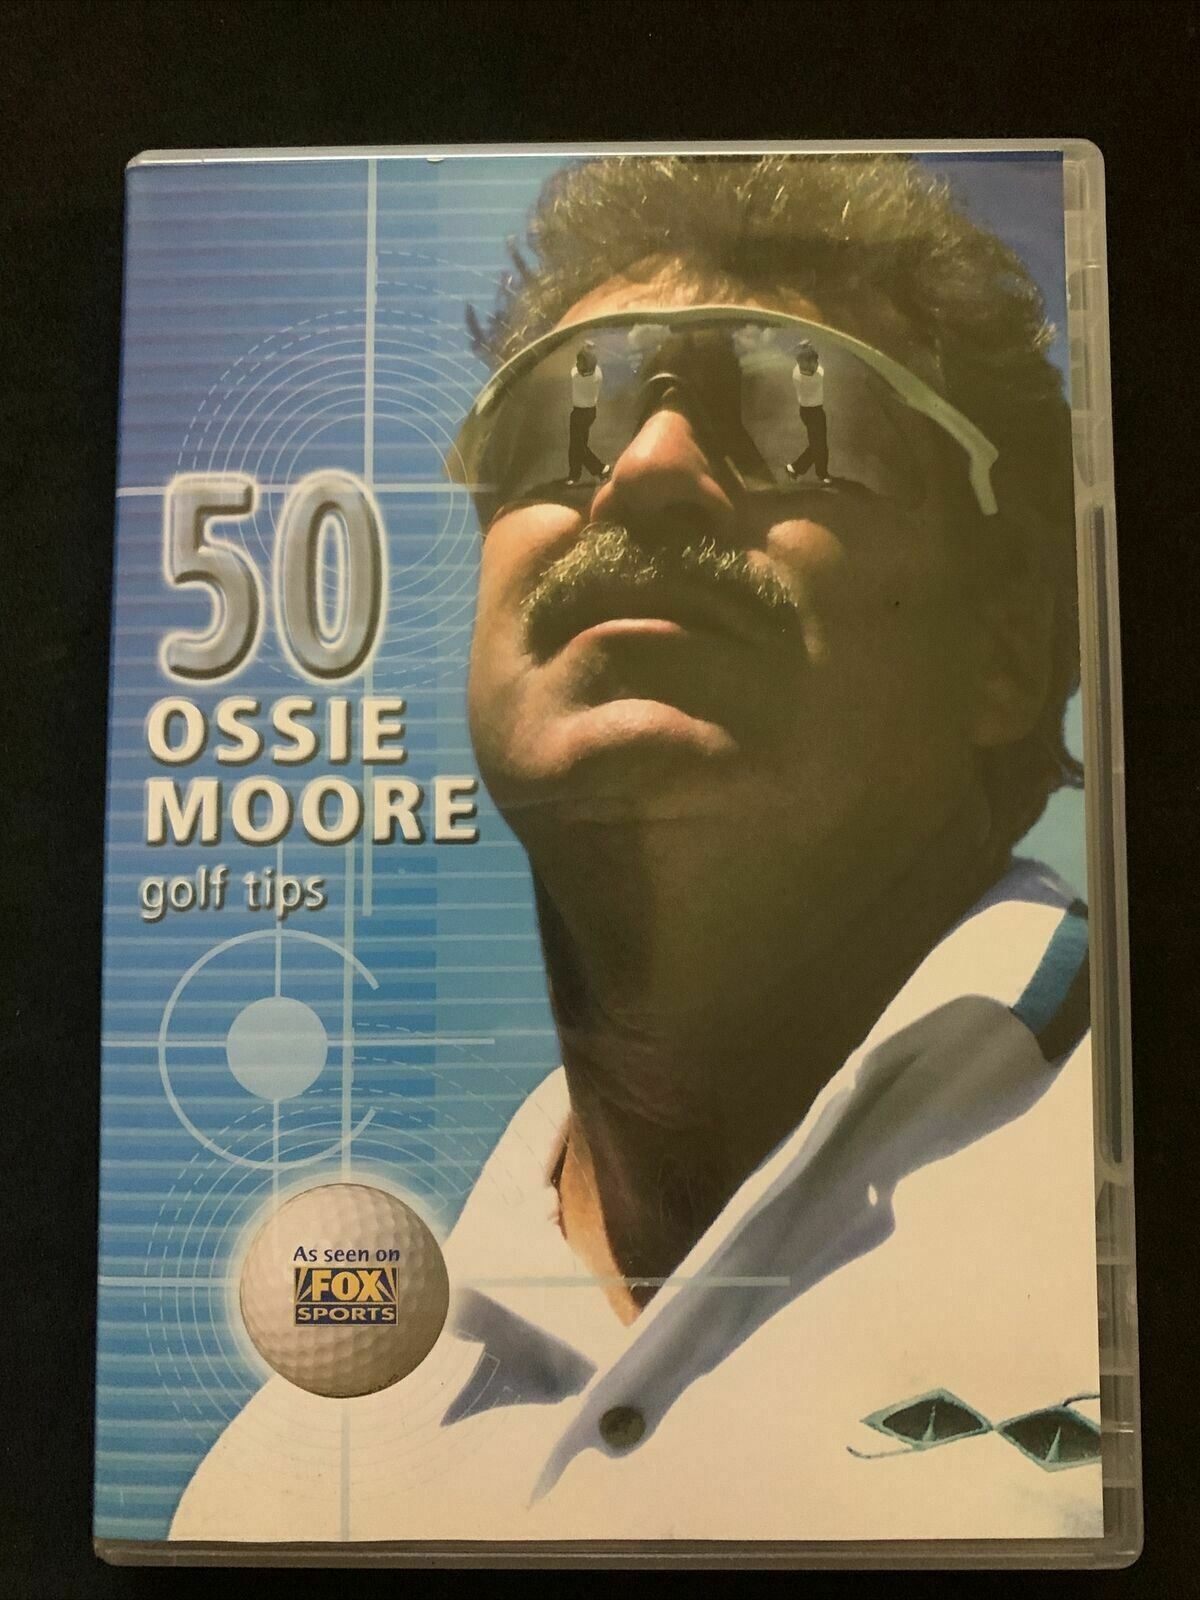 50
OSSIE
MOORE
golf tips
As seen on
FOX
SPORTS